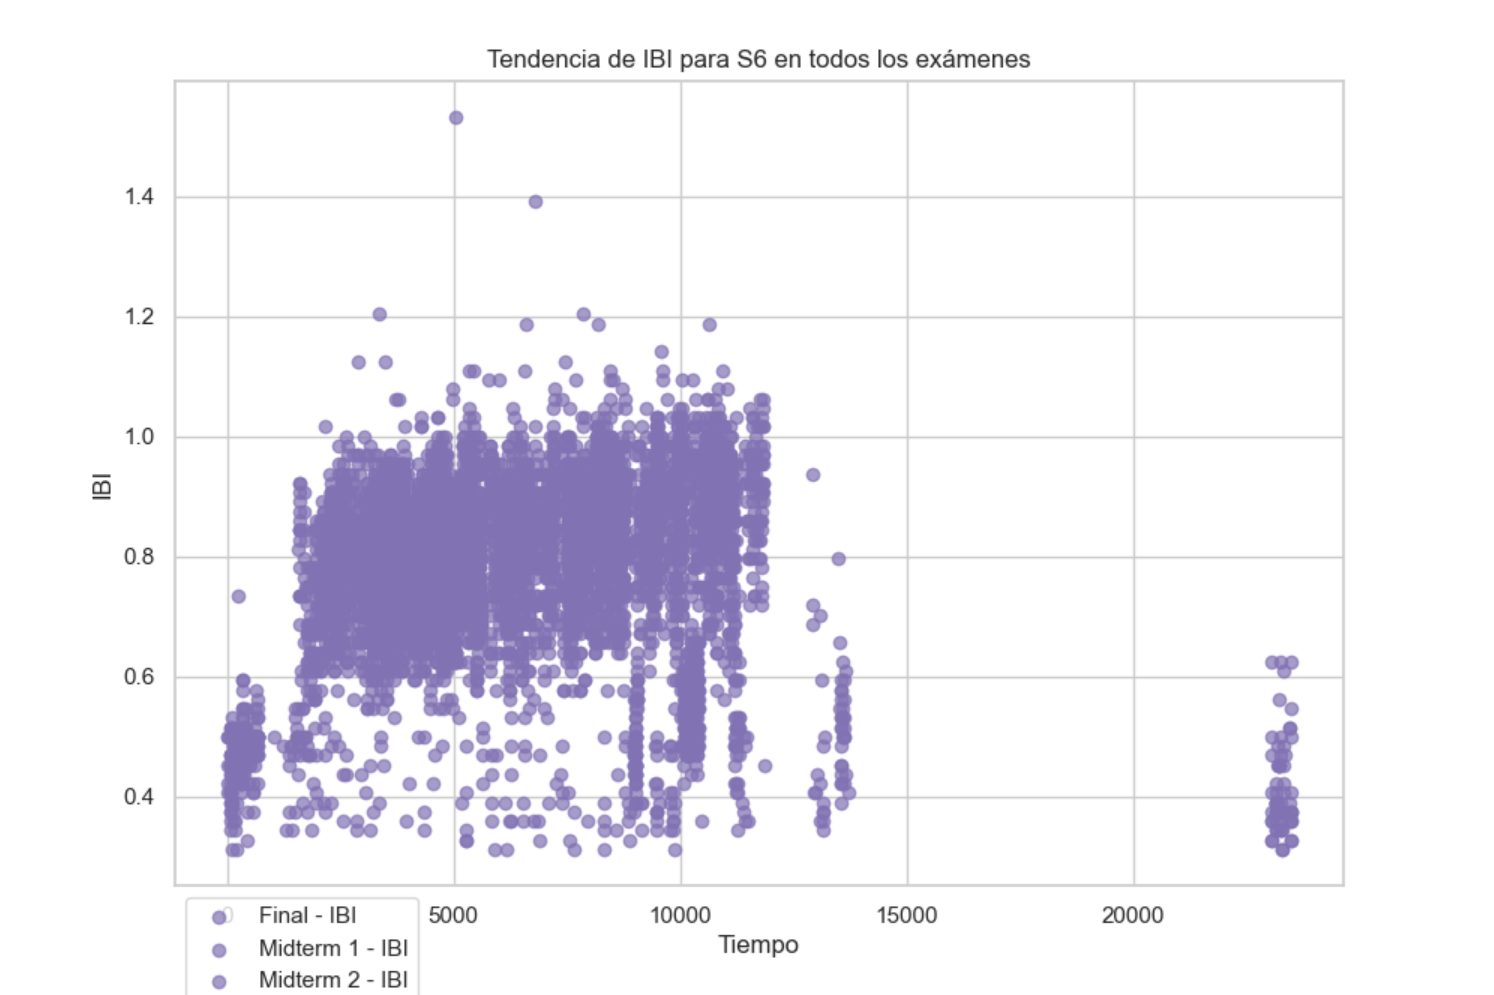 Tendencia de IBI para S6 en todos los exámenes
1.4
1.2
1.0
0.8
0.6
0.4
IBI
0
5000
10000
15000
20000
Tiempo
Final - IBI
Midterm 1 - IBI
Midterm 2 - IBI